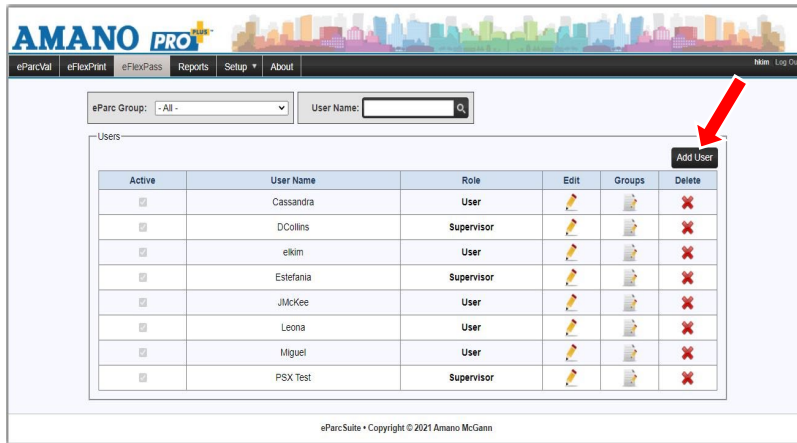 AMANO PRO PLUS
eParcVal eFlexPrint eFlexPass Reports Setup About hkim Log Ou
eParc Group: - All - User Name:
Users
Add User
Active User Name Role Edit Groups Delete
Cassandra User
DCollins Supervisor
elkim User
Estefania Supervisor
JMcKee User
Leona User
Miguel User
PSX Test Supervisor
eParcSuite • Copyright © 2021 Amano McGann